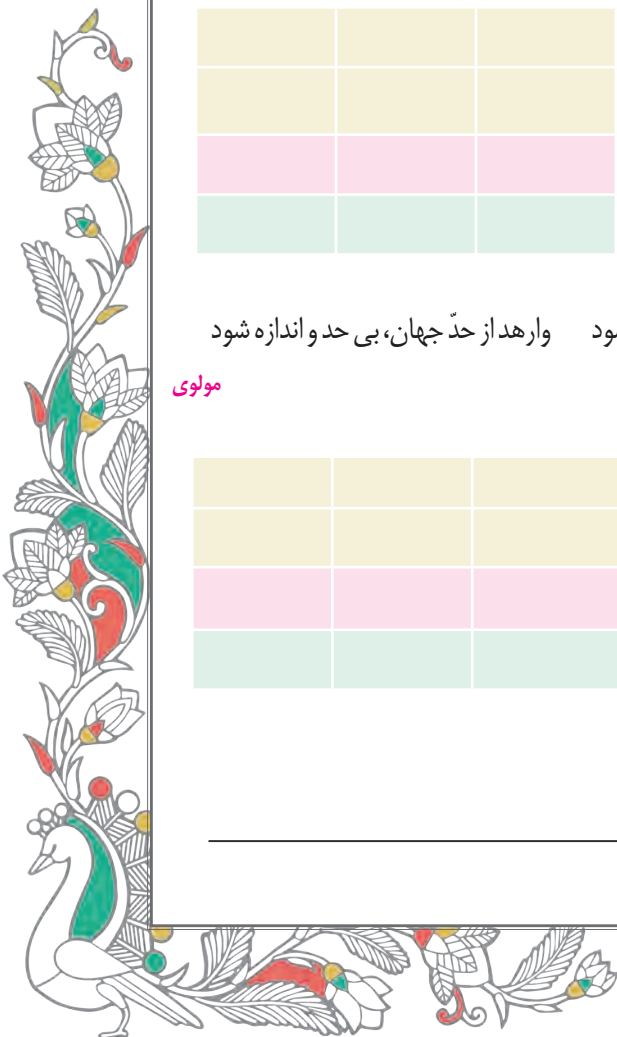 وارهد از حدّ جهان، بی حد و اندازه شود
مولوی